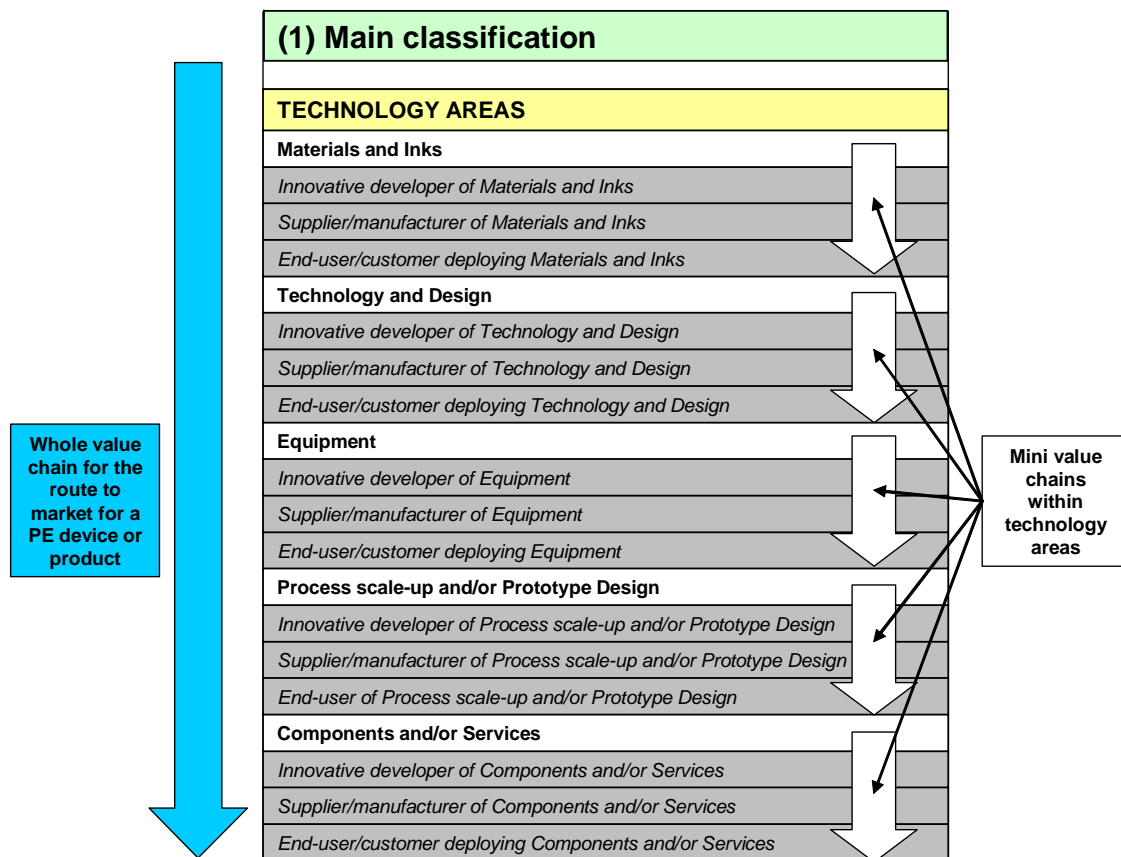 (1) Main classification
TECHNOLOGY AREAS
Materials and Inks
Innovative developer of Materials and Inks
Supplier/manufacturer of Materials and Inks
End-user/customer deploying Materials and Inks
Technology and Design
Innovative developer of Technology and Design
Supplier/manufacturer of Technology and Design
End-user/customer deploying Technology and Design
Equipment
Innovative developer of Equipment
Supplier/manufacturer of Equipment
End-user/customer deploying Equipment
Process scale-up and/or Prototype Design
Innovative developer of Process scale-up and/or Prototype Design
Supplier/manufacturer of Process scale-up and/or Prototype Design
End-user of Process scale-up and/or Prototype Design
Components and/or Services
Innovative developer of Components and/or Services
Supplier/manufacturer of Components and/or Services
End-user/customer deploying Components and/or Services
Whole value
chain for the
route to
market for a
PE device or
product
Mini value
chains
within
technology
areas